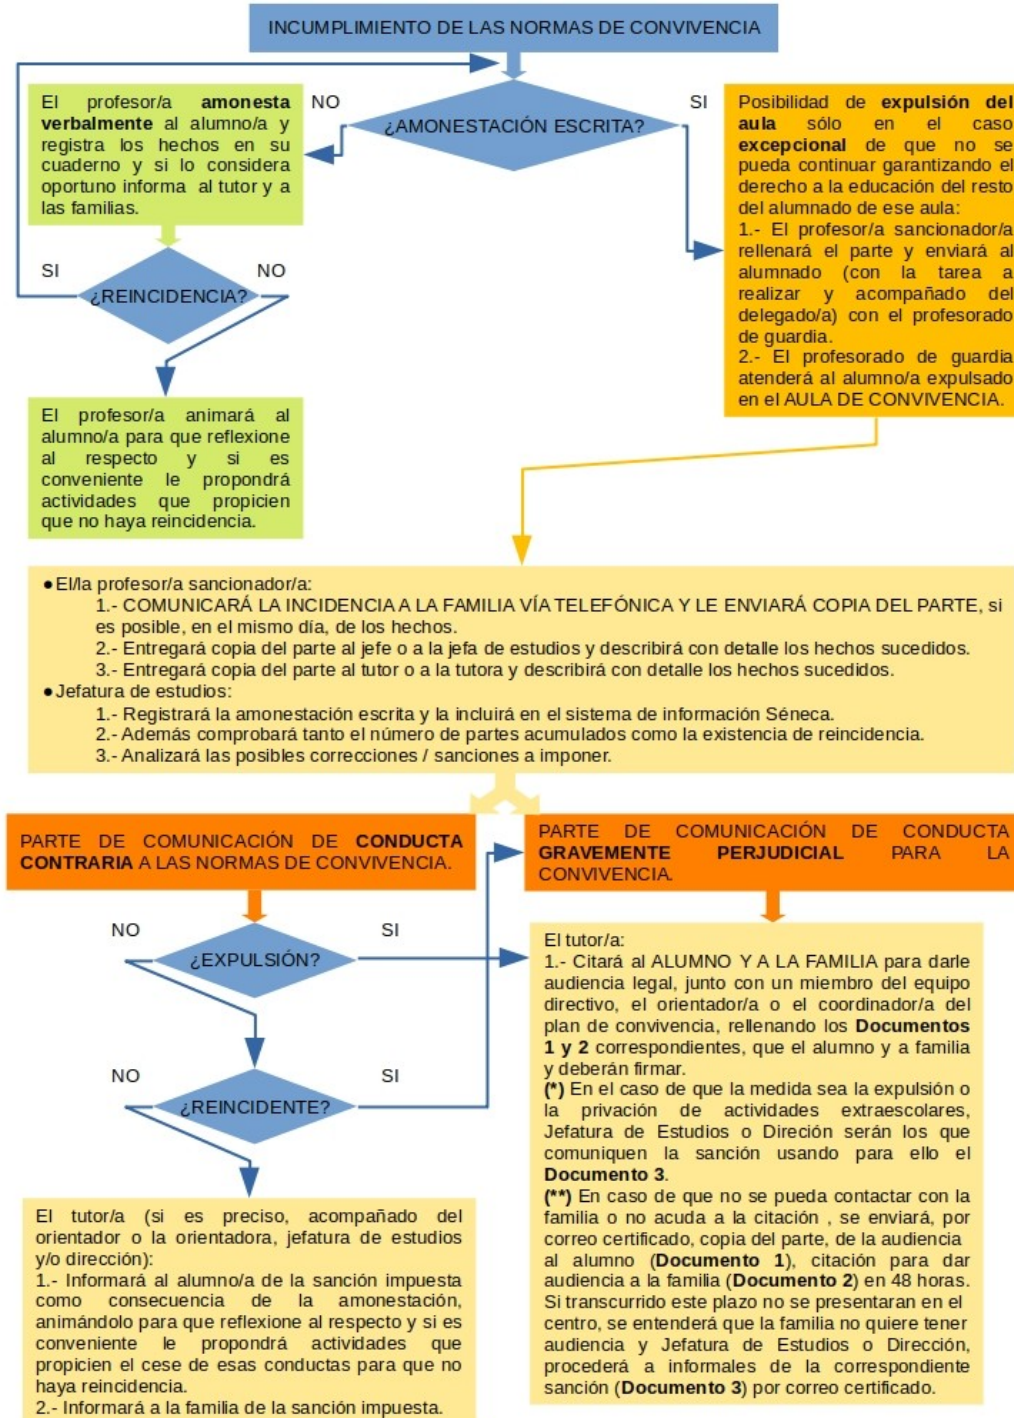 INCUMPLIMIENTO DE LAS NORMAS DE CONVIVENCIA
¿AMONESTACIÓN ESCRITA?
NO
SI
El profesor/a amonesta
verbalmente al alumno/a y
registra los hechos en su
cuaderno y si lo considera
oportuno informa al tutor y a
las familias.
¿REINCIDENCIA?
SI
NO
El profesor/a animará al
alumno/a para que reflexione
al respecto y si es
conveniente le propondrá
actividades que propicien
que no haya reincidencia.
Posibilidad de expulsión del
aula sólo en el caso
excepcional de que no se
pueda continuar garantizando el
derecho a la educación del resto
del alumnado de ese aula:
1.- El profesor/a sancionador/a
rellenará el parte y enviará al
alumnado (con la tarea a
realizar y acompañado del
delegado/a) con el profesorado
de guardia.
2.- El profesorado de guardia
atenderá al alumno/a expulsado
en el AULA DE CONVIVENCIA.
● El/la profesor/a sancionador/a:
1.- COMUNICARÁ LA INCIDENCIA A LA FAMILIA VÍA TELEFÓNICA Y LE ENVIARÁ COPIA DEL PARTE, si
es posible, en el mismo día, de los hechos.
2.- Entregará copia del parte al jefe o a la jefa de estudios y describirá con detalle los hechos sucedidos.
3.- Entregará copia del parte al tutor o a la tutora y describirá con detalle los hechos sucedidos.
● Jefatura de estudios:
1.- Registrará la amonestación escrita y la incluirá en el sistema de información Séneca.
2.- Además comprobará tanto el número de partes acumulados como la existencia de reincidencia.
3.- Analizará las posibles correcciones / sanciones a imponer.
PARTE DE COMUNICACIÓN DE CONDUCTA
CONTRARIA A LAS NORMAS DE CONVIVENCIA.
NO
SI
¿EXPULSIÓN?
NO
SI
¿REINCIDENTE?
El tutor/a (si es preciso, acompañado del
orientador o la orientadora, jefatura de estudios
y/o dirección):
1.- Informará al alumno/a de la sanción impuesta
como consecuencia de la amonestación,
animándolo para que reflexione al respecto y si es
conveniente le propondrá actividades que
propicien el cese de esas conductas para que no
haya reincidencia.
2.- Informará a la familia de la sanción impuesta.
PARTE DE COMUNICACIÓN DE CONDUCTA
GRAVEMENTE PERJUDICIAL PARA LA
CONVIVENCIA.
El tutor/a:
1.- Citará al ALUMNO Y A LA FAMILIA para darle
audiencia legal, junto con un miembro del equipo
directivo, el orientador/a o el coordinador/a del
plan de convivencia, rellenando los Documentos
1 y 2 correspondientes, que el alumno y a familia
y deberán firmar.
(*) En el caso de que la medida sea la expulsión o
la privación de actividades extraescolares,
Jefatura de Estudios o Direción serán los que
comuniquen la sanción usando para ello el
Documento 3.
(**) En caso de que no se pueda contactar con la
familia o no acuda a la citación , se enviará, por
correo certificado, copia del parte, de la audiencia
al alumno (Documento 1), citación para dar
audiencia a la familia (Documento 2) en 48 horas.
Si transcurrido este plazo no se presentaran en el
centro, se entenderá que la familia no quiere tener
audiencia y Jefatura de Estudios o Dirección,
procederá a informales de la correspondiente
sanción (Documento 3) por correo certificado.